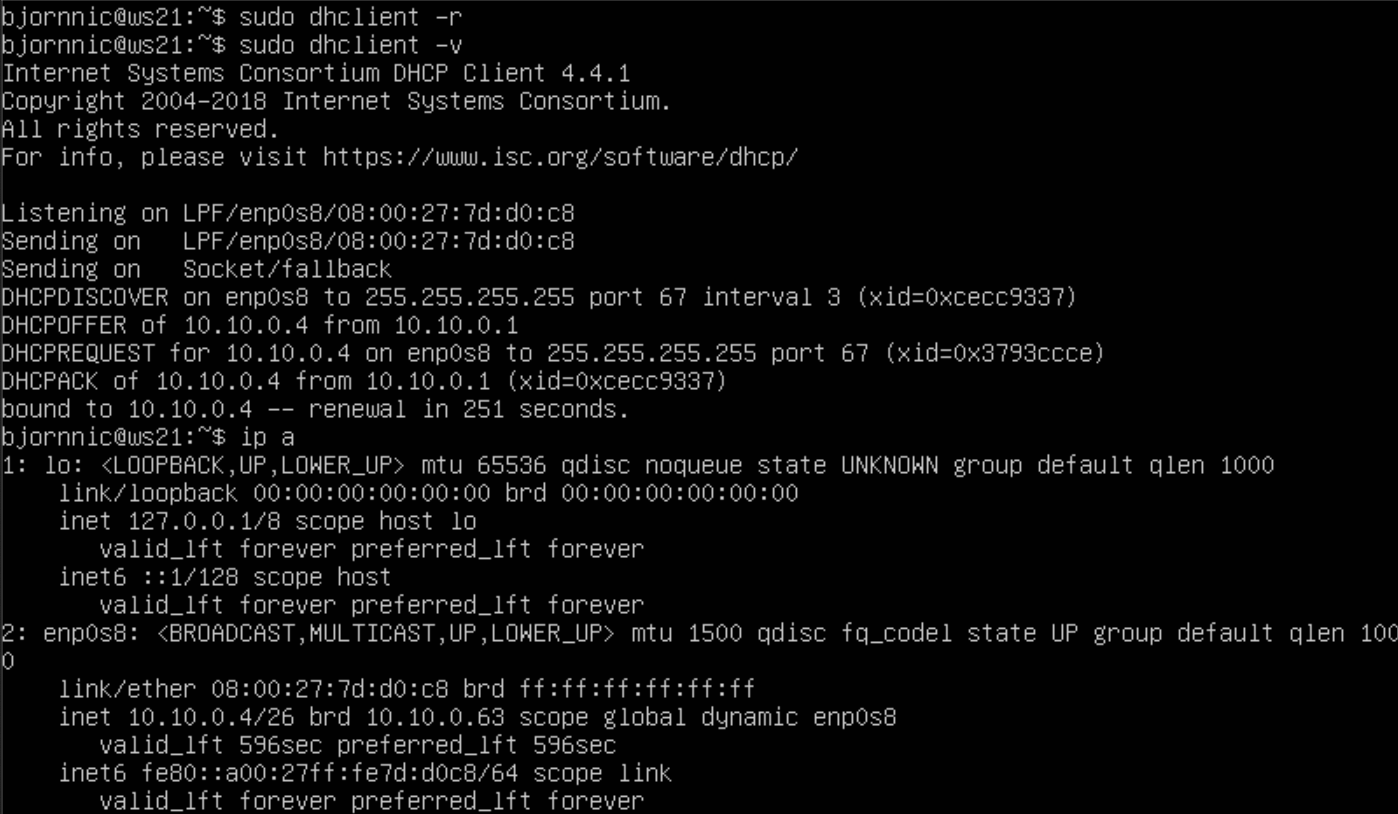 bjornnic@ws21:~$ sudo dhclient -r
bjornnic@ws21:~$ sudo dhclient -v
Internet Systems Consortium DHCP Client 4.4.1
Copyright 2004-2018 Internet Systems Consortium.
All rights reserved.
For info, please visit https://www.isc.org/software/dhcp/

Listening on LPF/enp0s8/08:00:27:7d:d0:c8
Sending on   LPF/enp0s8/08:00:27:7d:d0:c8
Sending on   Socket/fallback
DHCPDISCOVER on enp0s8 to 255.255.255.255 port 67 interval 3 (xid=0xcecc9337)
DHCPOFFER of 10.10.0.4 from 10.10.0.1
DHCPREQUEST for 10.10.0.4 on enp0s8 to 255.255.255.255 port 67 (xid=0x3793ccce)
DHCPACK of 10.10.0.4 from 10.10.0.1 (xid=0xcecc9337)
bound to 10.10.0.4 -- renewal in 251 seconds.
bjornnic@ws21:~$ ip a
1: lo: <LOOPBACK,UP,LOWER_UP> mtu 65536 qdisc noqueue state UNKNOWN group default qlen 1000
    link/loopback 00:00:00:00:00:00 brd 00:00:00:00:00:00
    inet 127.0.0.1/8 scope host lo
       valid_lft forever preferred_lft forever
    inet6 ::1/128 scope host
       valid_lft forever preferred_lft forever
2: enp0s8: <BROADCAST,MULTICAST,UP,LOWER_UP> mtu 1500 qdisc fq_codel state UP group default qlen 100
0
    link/ether 08:00:27:7d:d0:c8 brd ff:ff:ff:ff:ff:ff
    inet 10.10.0.4/26 brd 10.10.0.63 scope global dynamic enp0s8
       valid_lft 596sec preferred_lft 596sec
    inet6 fe80::a00:27ff:fe7d:d0c8/64 scope link
       valid_lft forever preferred_lft forever